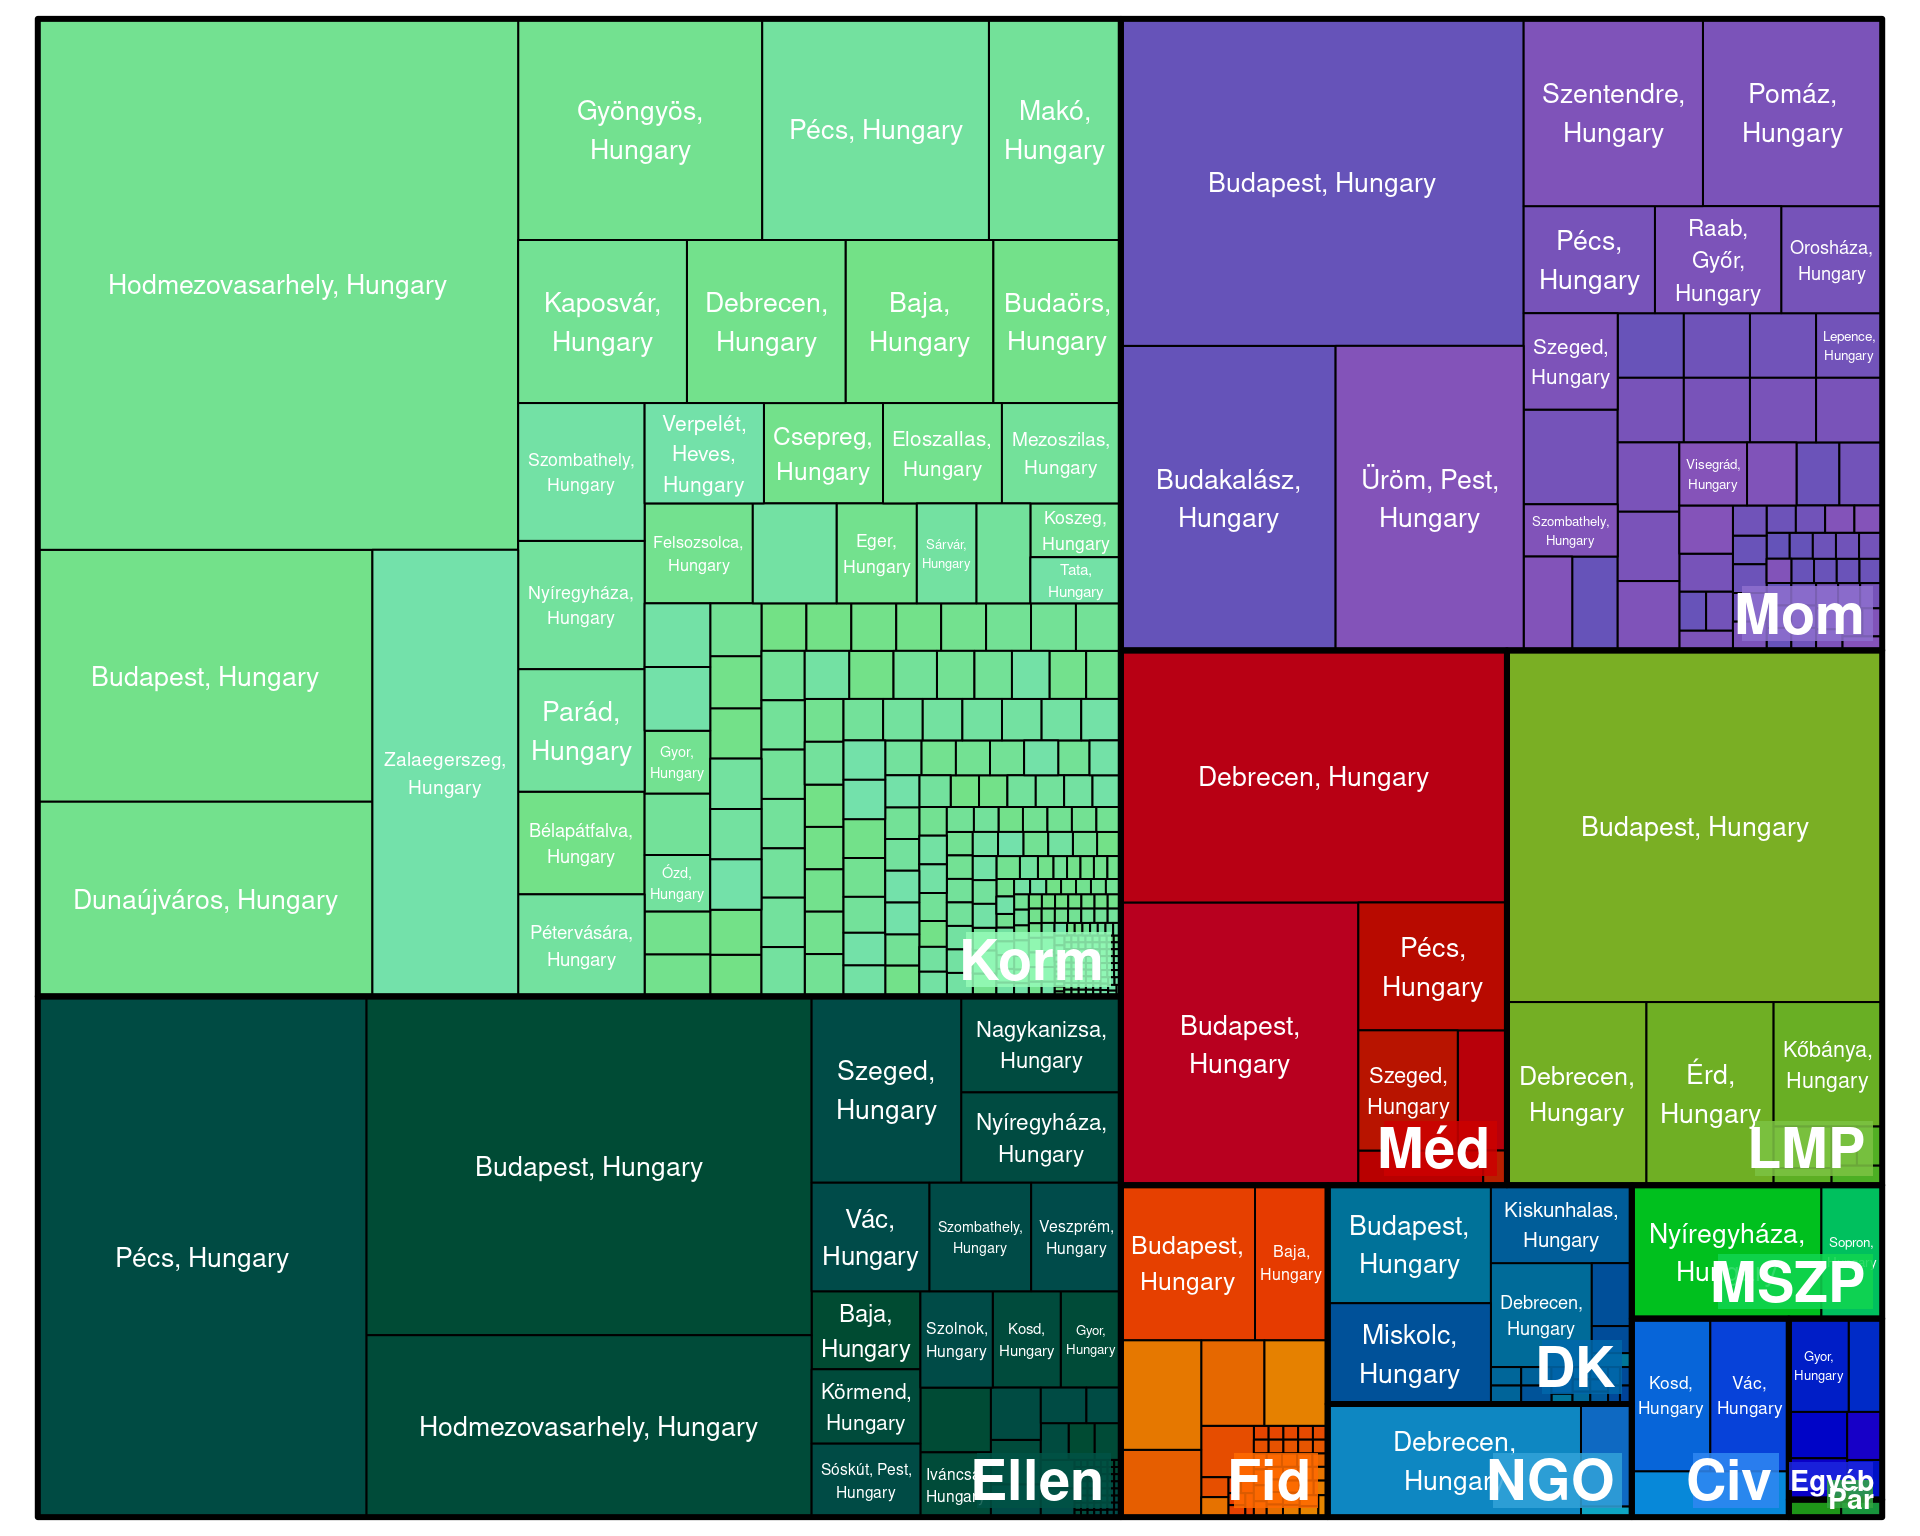 Hodmezovasarhely, Hungary
Gyöngyös,
Hungary
Pécs, Hungary
Makó,
Hungary
Kaposvár,
Hungary
Debrecen,
Hungary
Baja,
Hungary
Budaörs,
Hungary
Szombathely,
Hungary
Verpelét,
Heves,
Hungary
Csepreg,
Hungary
Eloszallas,
Hungary
Mezoszilas,
Hungary
Felsozsolca,
Hungary
Eger,
Hungary
Sárvár,
Hungary
Koszeg,
Hungary
Tata,
Hungary
Nyíregyháza,
Hungary
Budapest, Hungary
Zalaegerszeg,
Hungary
Parád,
Hungary
Gyor,
Hungary
Bélapátfalva,
Hungary
Ózd,
Hungary
Dunaújváros, Hungary
Pétervására,
Hungary
Korm
Budapest, Hungary
Szentendre,
Hungary
Pomáz,
Hungary
Pécs,
Hungary
Raab,
Győr,
Hungary
Orosháza,
Hungary
Szeged,
Hungary
Lepence,
Hungary
Budakalász,
Hungary
Üröm, Pest,
Hungary
Visegrád,
Hungary
Szombathely,
Hungary
Mom
Debrecen, Hungary
Budapest,
Hungary
Pécs,
Hungary
Szeged,
Hungary
Méd
Budapest, Hungary
Debrecen,
Hungary
Érd,
Hungary
Kőbánya,
Hungary
LMP
Pécs, Hungary
Budapest, Hungary
Hodmezovasarhely, Hungary
Szeged,
Hungary
Nagykanizsa,
Hungary
Nyíregyháza,
Hungary
Vác,
Hungary
Szombathely,
Hungary
Veszprém,
Hungary
Baja,
Hungary
Szolnok,
Hungary
Kosd,
Hungary
Gyor,
Hungary
Körmend,
Hungary
Sóskút, Pest,
Hungary
Iváncsa,
Hungary
Ellen
Budapest,
Hungary
Baja,
Hungary
Fid
Budapest,
Hungary
Kiskunhalas,
Hungary
Debrecen,
Hungary
Miskolc,
Hungary
DK
Debrecen,
Hungary
NGO
Nyíregyháza,
Hungary
Sopron,
MSZP
Kosd,
Hungary
Vác,
Hungary
Civ
Gyor,
Hungary
Egyéb
Pár